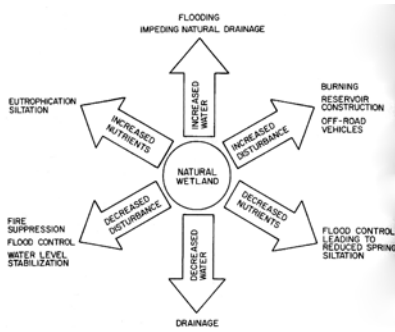 FLOODING
IMPEDING NATURAL DRAINAGE
INCREASED
WATER
BURNING
RESERVOIR
CONSTRUCTION
OFF-ROAD
VEHICLES
INCREASED
DISTURBANCE
EUTROPHICATION
SILTATION
INCREASED
NUTRIENTS
NATURAL
WETLAND
DECREASED
DISTURBANCE
FIRE
SUPPRESSION
FLOOD CONTROL
WATER LEVEL
STABILIZATION
DECREASED
NUTRIENTS
FLOOD CONTROL
LEADING TO
REDUCED SPRING
SILTATION
DECREASED
WATER
DRAINAGE